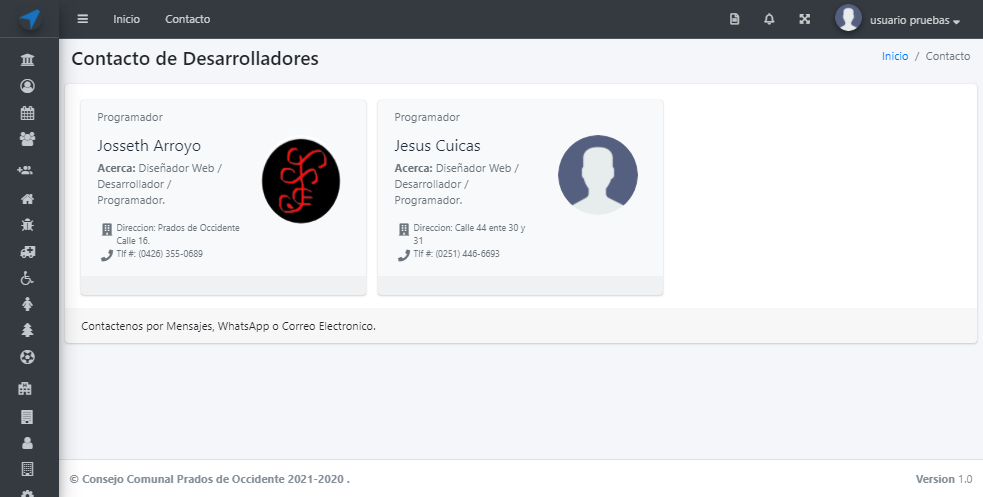 Inicio Contacto usuario pruebas
Contacto de Desarrolladores
Inicio / Contacto
Programador
Josseth Arroyo
Acerca: Diseñador Web /
Desarrollador /
Programador.
Direccion: Prados de Occidente
Calle 16.
Tlf #: (0426) 355-0689
Programador
Jesus Cuicas
Acerca: Diseñador Web /
Desarrollador /
Programador.
Direccion: Calle 44 ente 30 y
31
Tlf #: (0251) 446-6693
Contactenos por Mensajes, WhatsApp o Correo Electronico.
© Consejo Comunal Prados de Occidente 2021-2020 .
Version 1.0